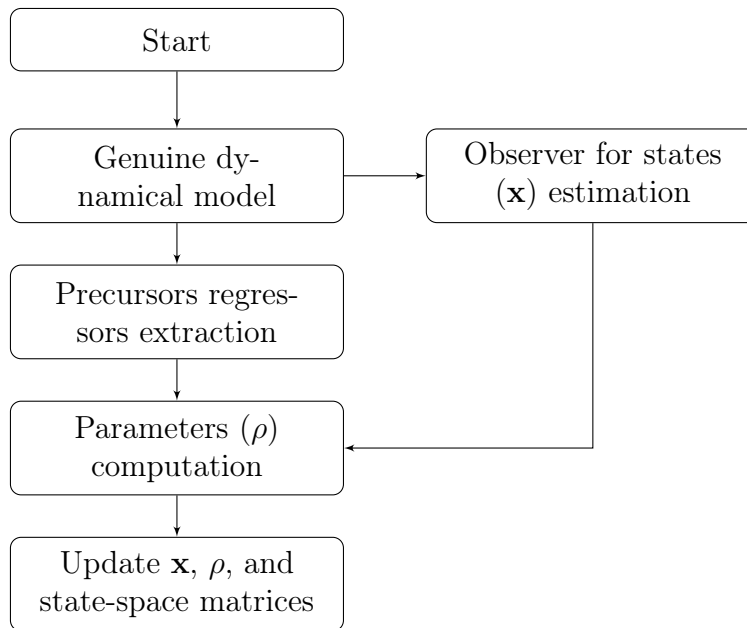 Start
Genuine dy-
namical model
Observer for states
(x) estimation
Precursors regres-
sors extraction
Parameters (ρ)
computation
Update x, ρ, and
state-space matrices